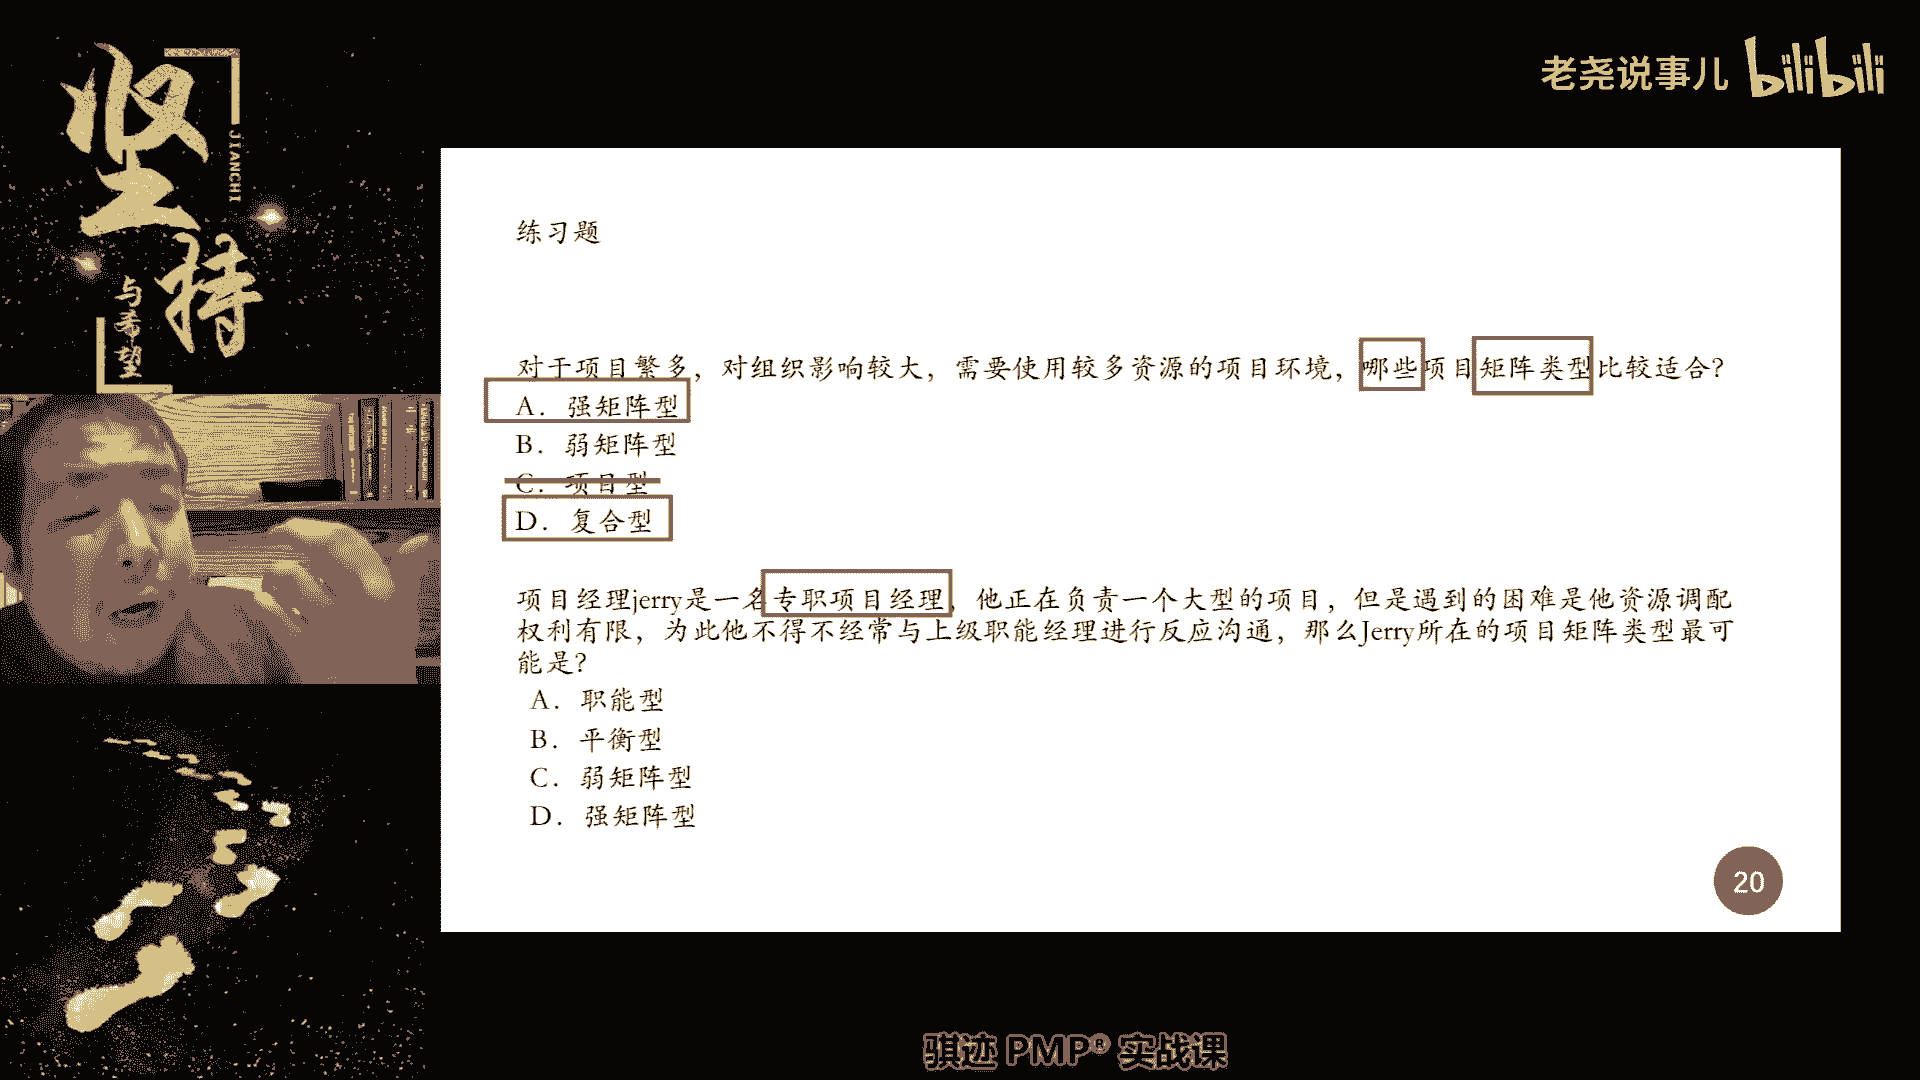 坚持
JIANCHI
与希望
老尧说事儿 bilibili
练习题
对于项目繁多，对组织影响较大，需要使用较多资源的项目环境，哪些项目矩阵类型比较适合？
A. 强矩阵型
B. 弱矩阵型
C. 项目型
D. 复合型
项目经理jerry是一名专职项目经理，他正在负责一个大型的项目，但是遇到的困难是他资源调配
权利有限，为此他不得不经常与上级职能经理进行反应沟通，那么Jerry所在的项目矩阵类型最可
能是？
A. 职能型
B. 平衡型
C. 弱矩阵型
D. 强矩阵型
20
骐迹 PMP® 实战课